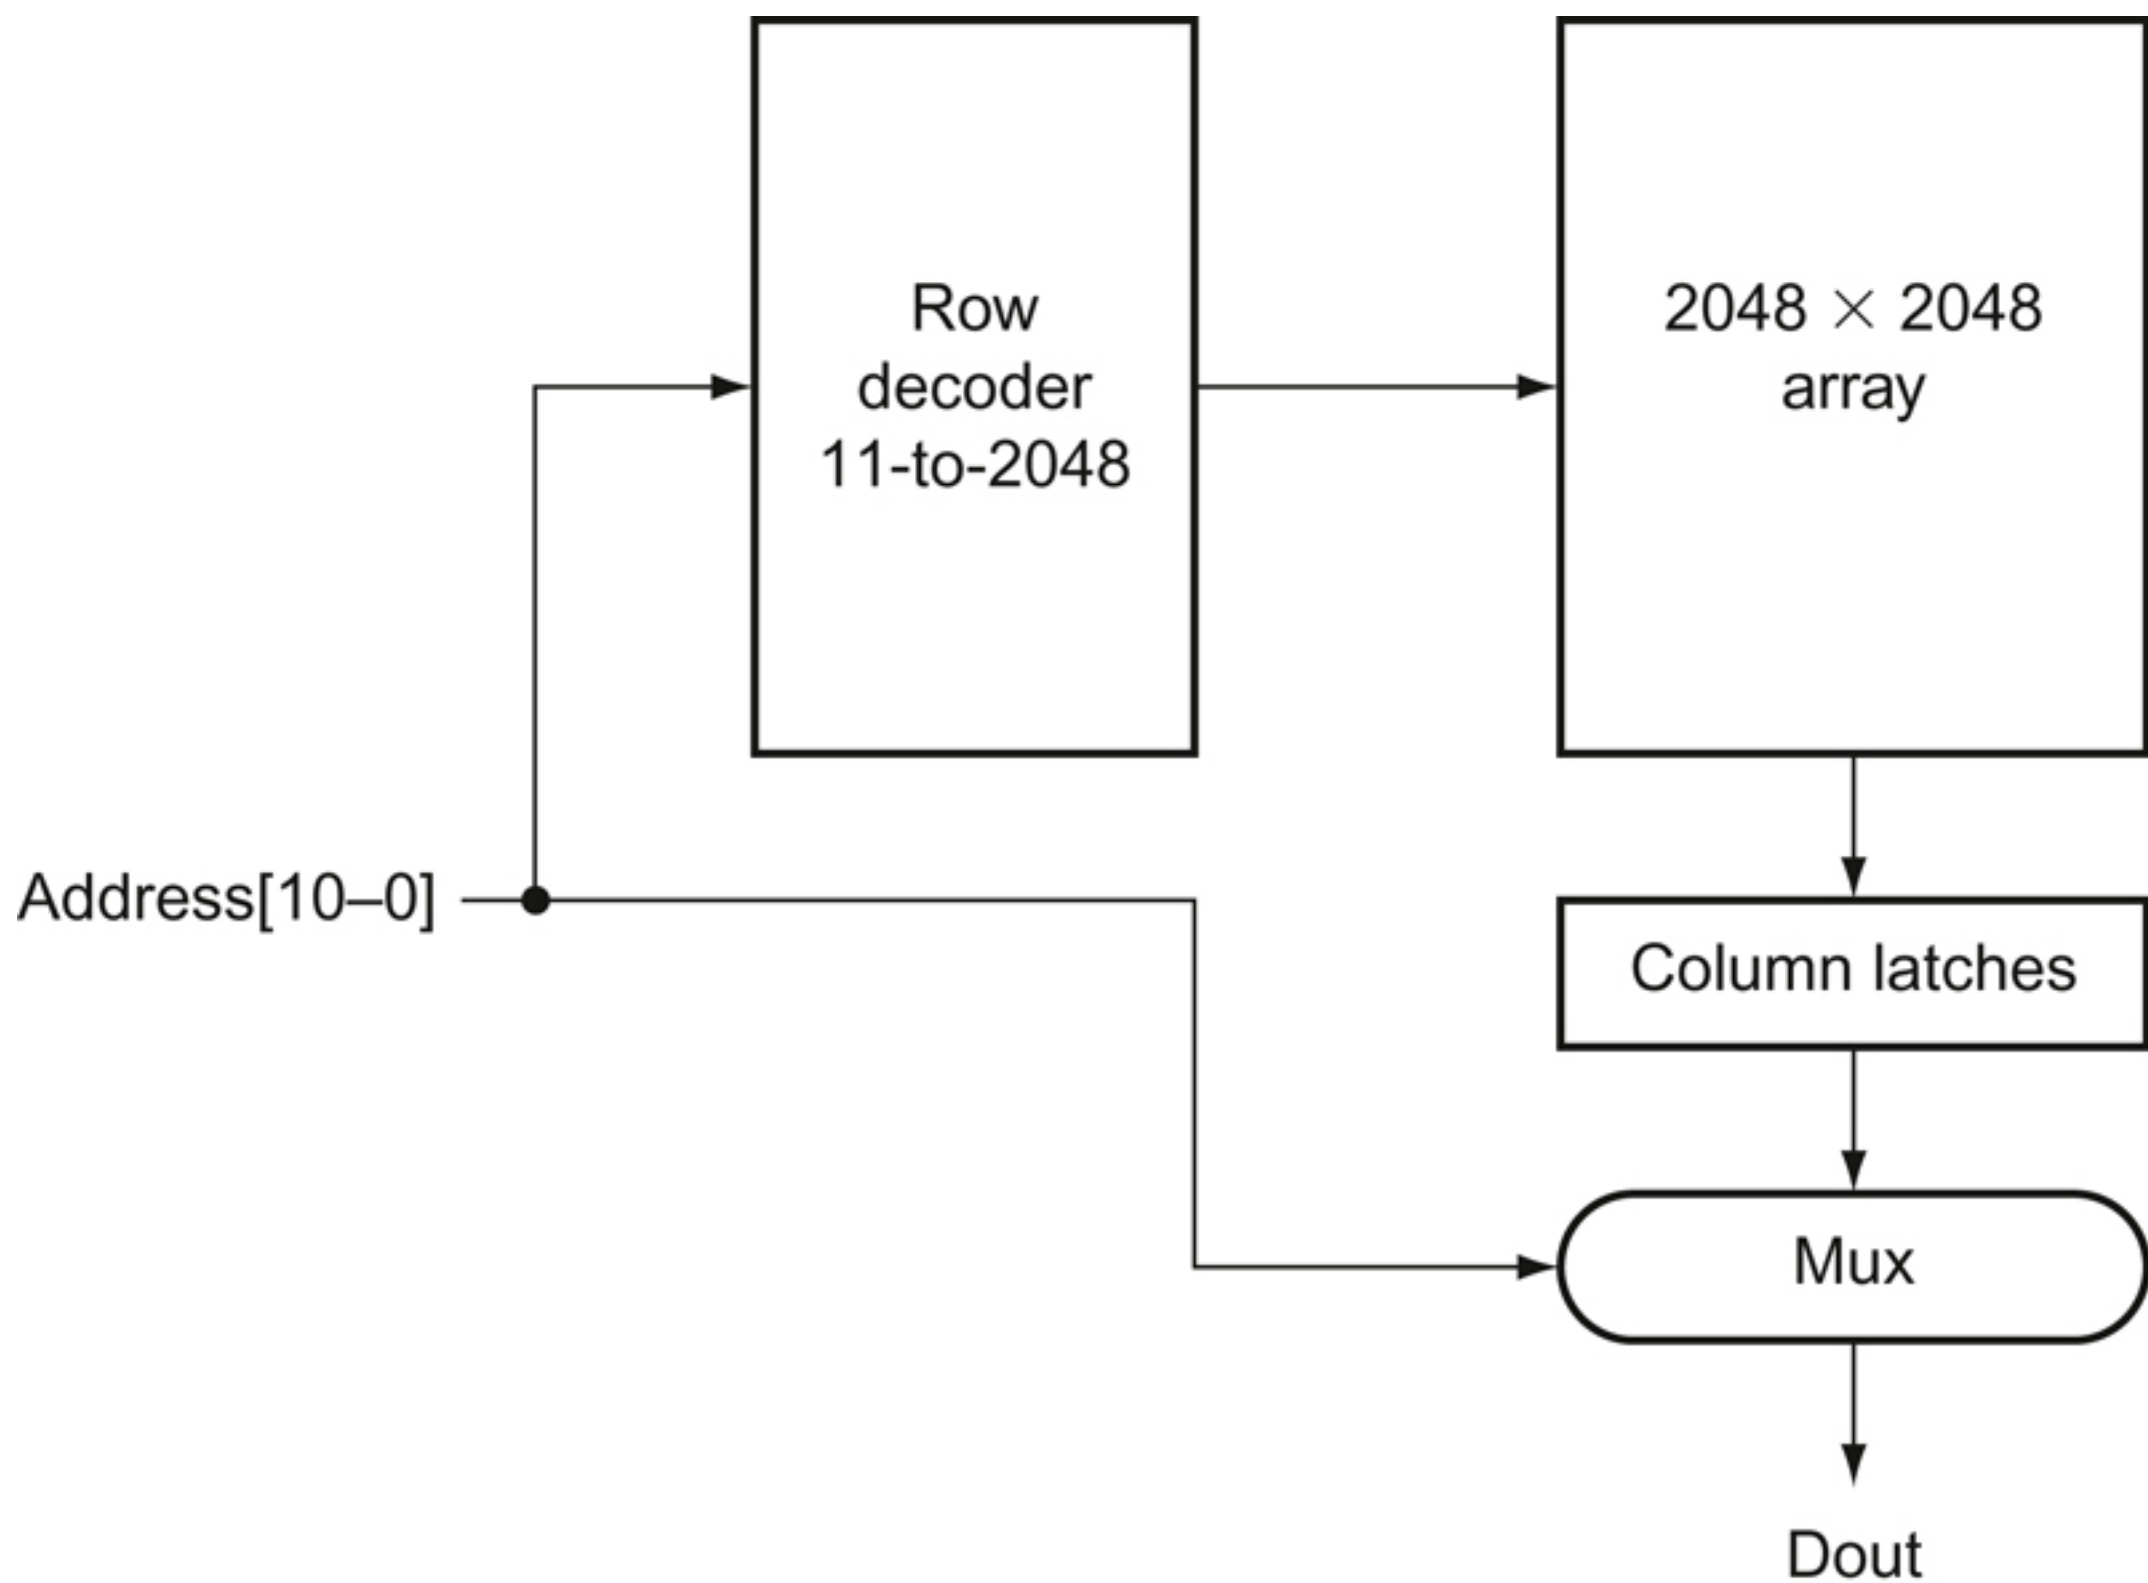 Row
decoder
11-to-2048
2048 × 2048
array
Address[10–0]
Column latches
Mux
Dout